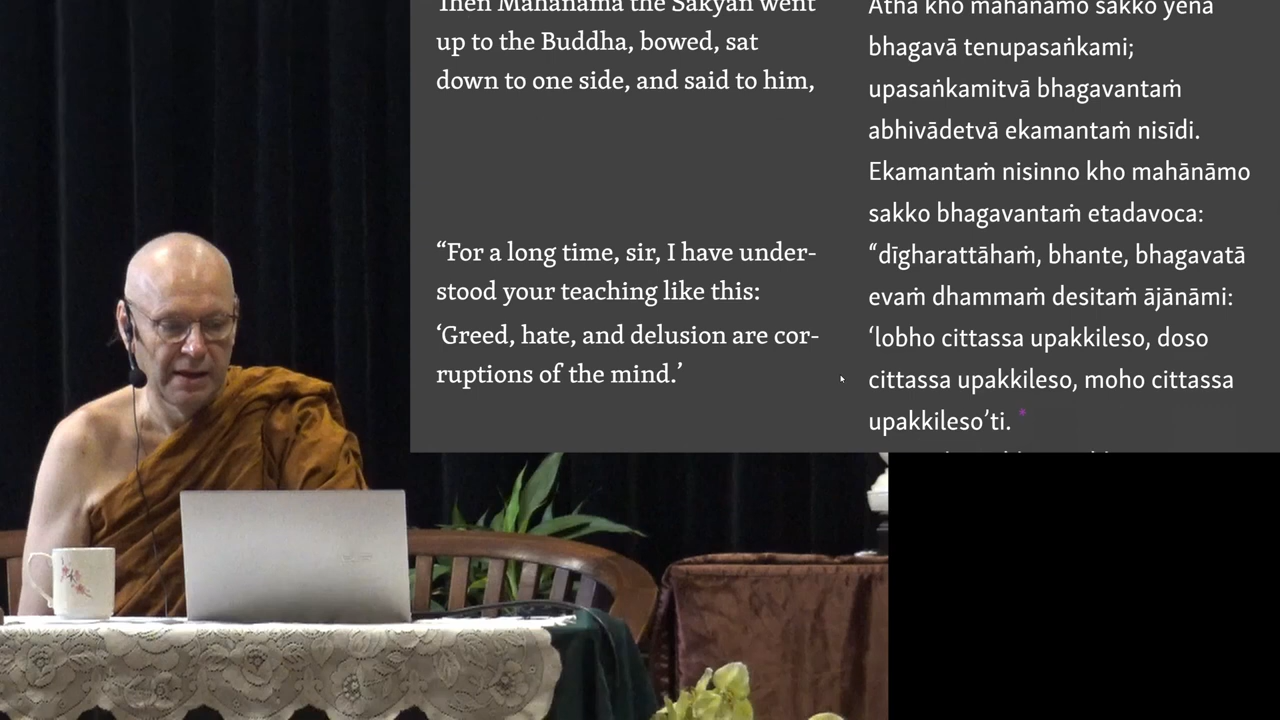 Then Mahānāma the Sakyan went
up to the Buddha, bowed, sat
down to one side, and said to him,
“For a long time, sir, I have under-
stood your teaching like this:
‘Greed, hate, and delusion are cor-
ruptions of the mind.’
Atha kho mahānāmo sakko yena
bhagavā tenupasaṅkami;
upasaṅkamitvā bhagavantaṁ
abhivādetvā ekamantaṁ nisīdi.
Ekamantaṁ nisinno kho mahānāmo
sakko bhagavantaṁ etadavoca:
“dīgharattāhaṁ, bhante, bhagavatā
evaṁ dhammaṁ desitaṁ ājānāmi:
‘lobho cittassa upakkileso, doso
cittassa upakkileso, moho cittassa
upakkileso’ti. *